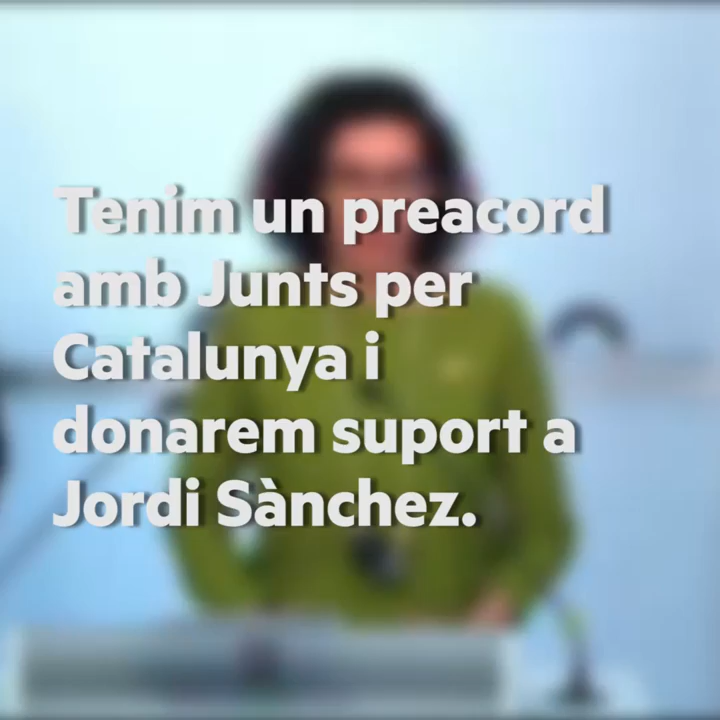 Tenim un preacord
amb Junts per
Catalunya i
donarem suport a
Jordi Sànchez.